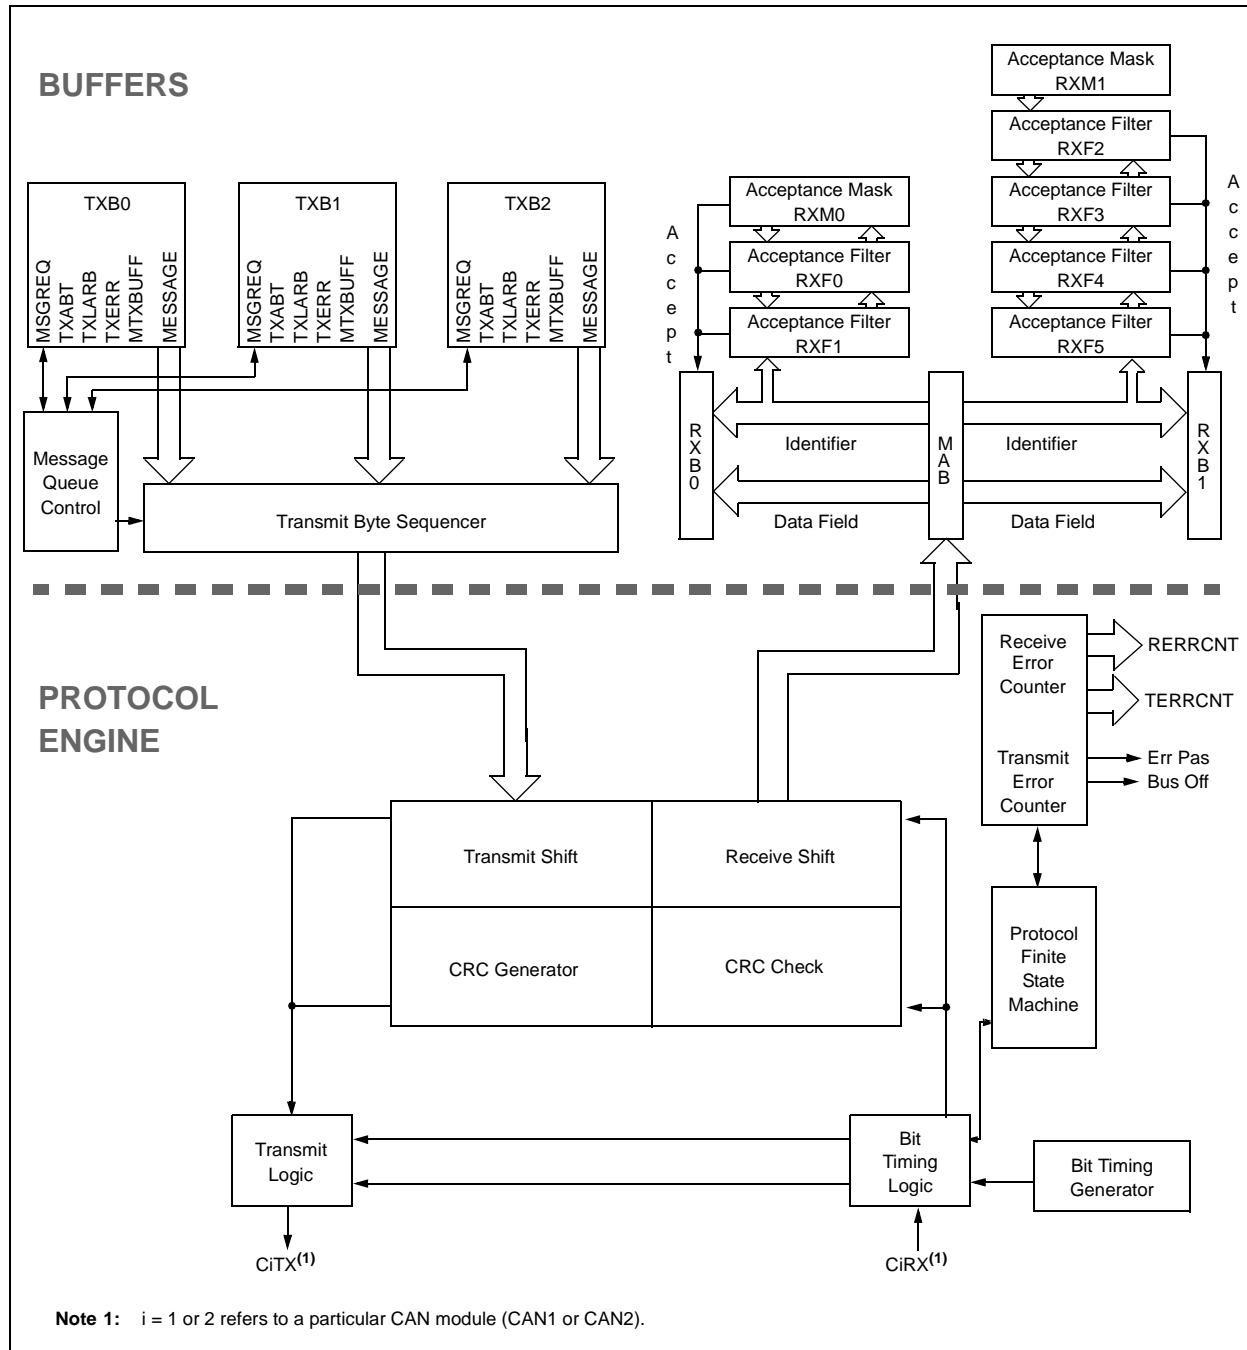 BUFFERS
Acceptance Mask
RXM1
Acceptance Filter
RXF2
Acceptance Filter
RXF3
Acceptance Filter
RXF4
Acceptance Filter
RXF5
Accept
Acceptance Mask
RXM0
Acceptance Filter
RXF0
Acceptance Filter
RXF1
Accept
TXB0
MSGREQ
TXABT
TXLARB
TXERR
MTXBUFF
MESSAGE
TXB1
MSGREQ
TXABT
TXLARB
TXERR
MTXBUFF
MESSAGE
TXB2
MSGREQ
TXABT
TXLARB
TXERR
MTXBUFF
MESSAGE
Message
Queue
Control
Transmit Byte Sequencer
RXB0
Identifier
Data Field
MAB
Identifier
Data Field
RXB1
PROTOCOL
ENGINE
Receive
Error
Counter
RERRCNT
TERRCNT
Transmit
Error
Counter
Err Pas
Bus Off
Transmit Shift
Receive Shift
CRC Generator
CRC Check
Protocol
Finite
State
Machine
Transmit
Logic
Bit
Timing
Logic
Bit Timing
Generator
CiTX(1)
CiRX(1)
Note 1: i = 1 or 2 refers to a particular CAN module (CAN1 or CAN2).